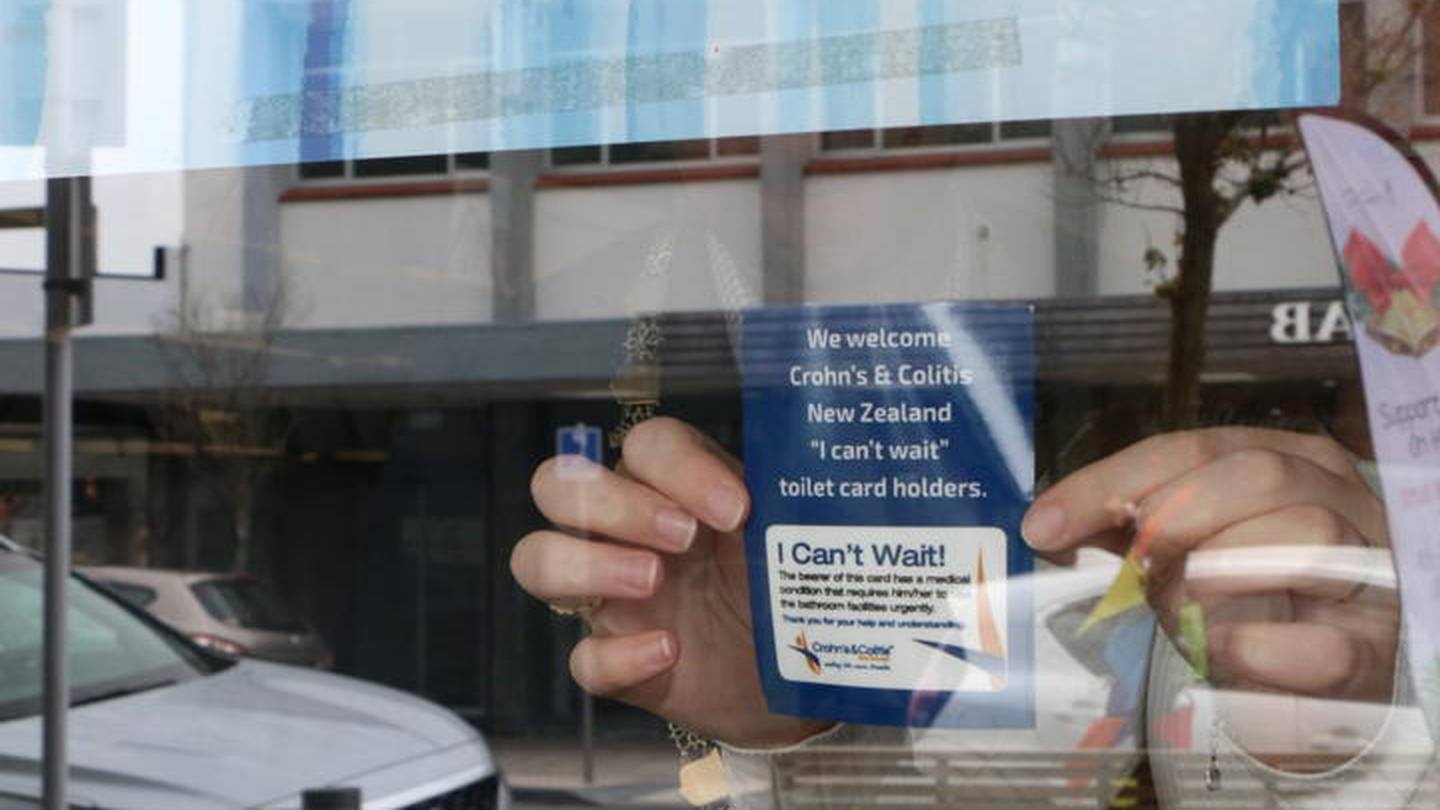 We welcome
Crohn's & Colitis
New Zealand
"I can't wait"
toilet card holders.
I Can't Wait!
The bearer of this card has a medical
condition that requires him/her to
the bathroom facilities urgently.
Thank you for your help and understanding.
Crohn's & Colitis
Support